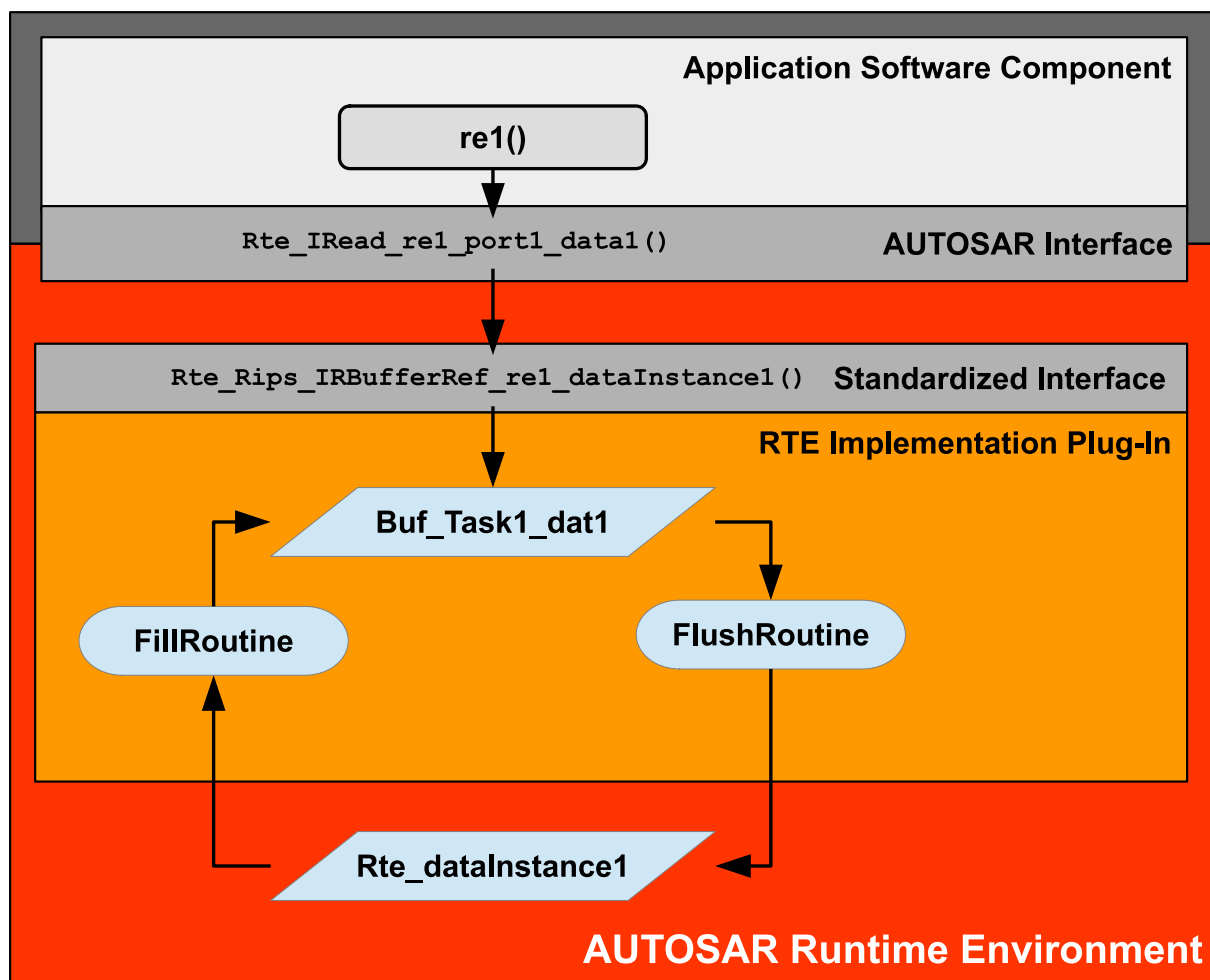 Application Software Component
re1()
Rte_IRead_re1_port1_data1()
AUTOSAR Interface
Rte_Rips_IRBufferRef_re1_dataInstance1()
Standardized Interface
RTE Implementation Plug-In
Buf_Task1_dat1
FillRoutine
FlushRoutine
Rte_dataInstance1
AUTOSAR Runtime Environment